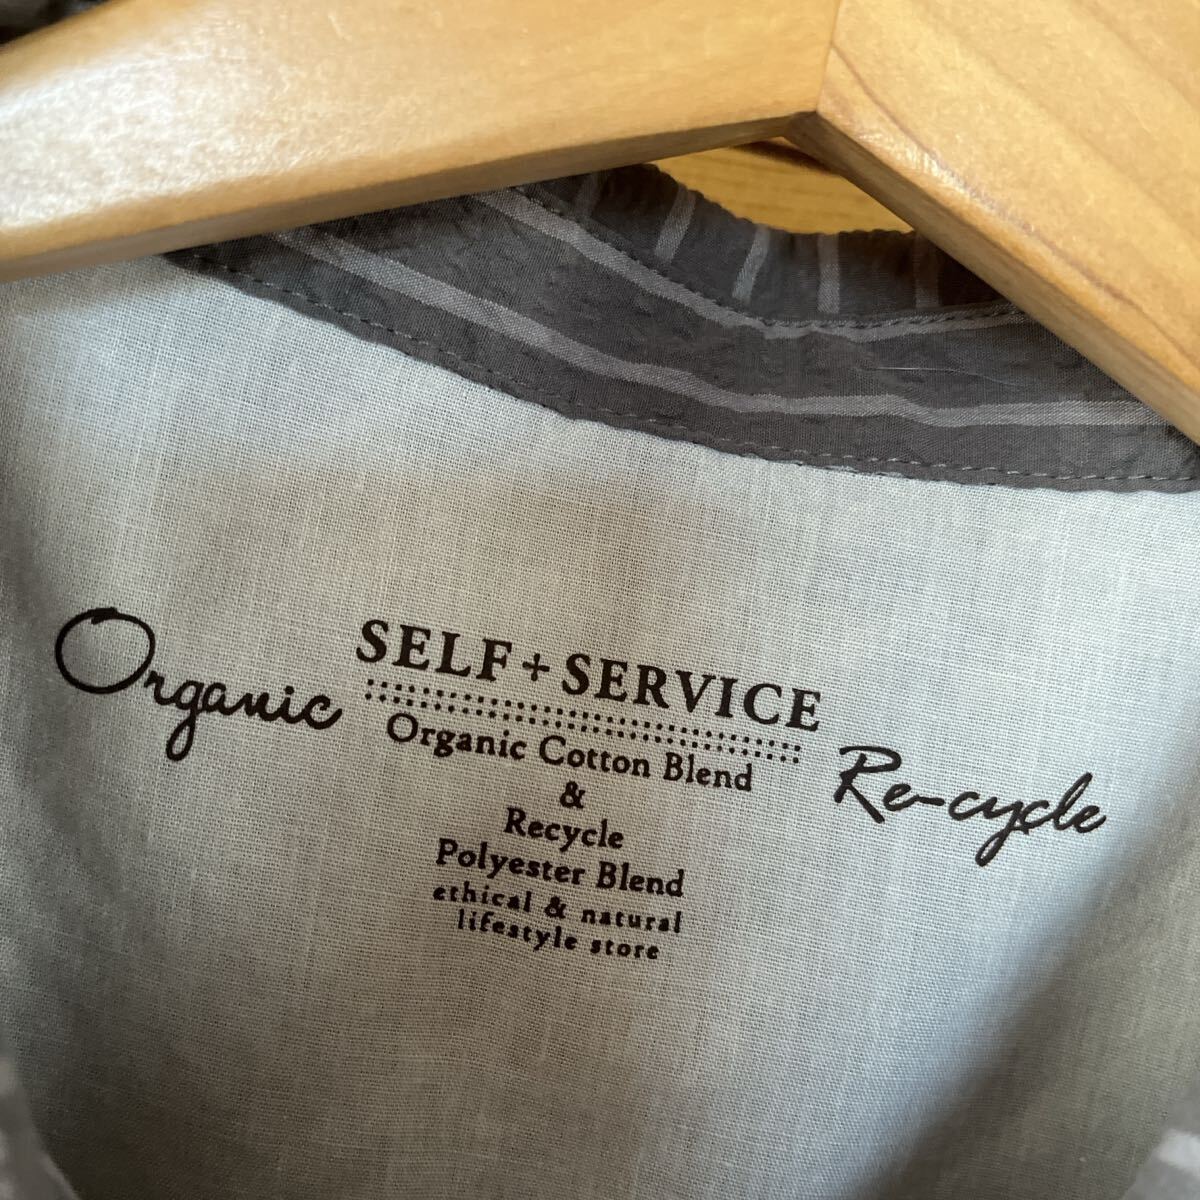 SELF+SERVICE
Organic
Organic Cotton Blend
Re-cycle
&
Recycle
Polyester Blend
ethical & natural
lifestyle store